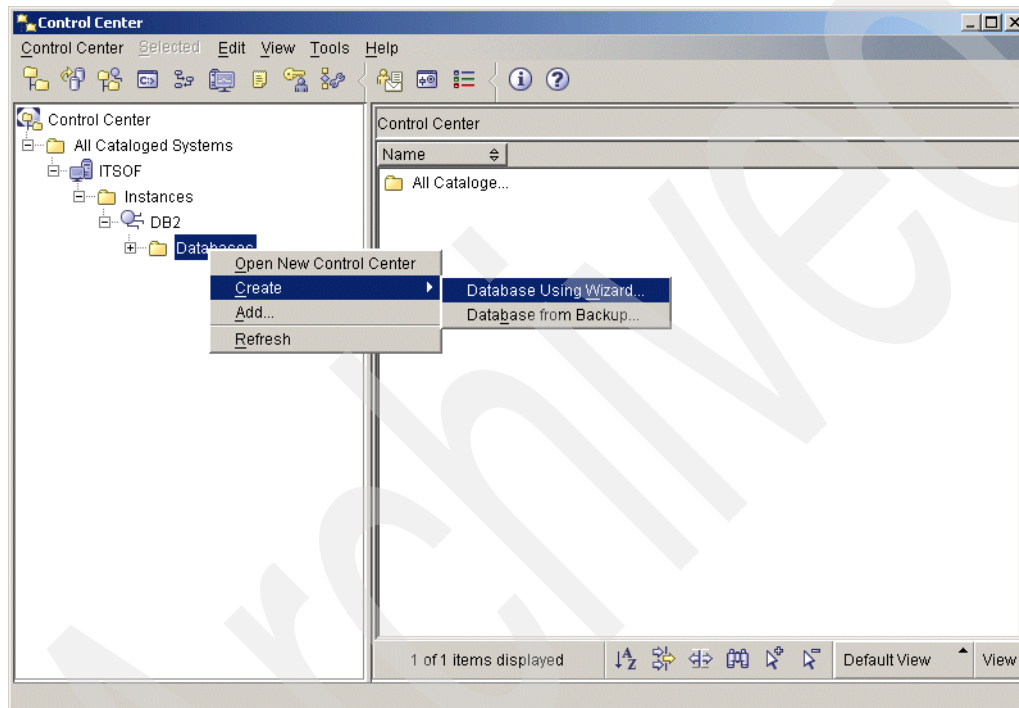 Control Center
Control Center Selected Edit View Tools Help
Control Center
All Cataloged Systems
ITSOF
Instances
DB2
Databases
Open New Control Center
Create
Add...
Refresh
Database Using Wizard...
Database from Backup...
Control Center
Name
All Cataloge...
1 of 1 items displayed
Default View
View
Archived